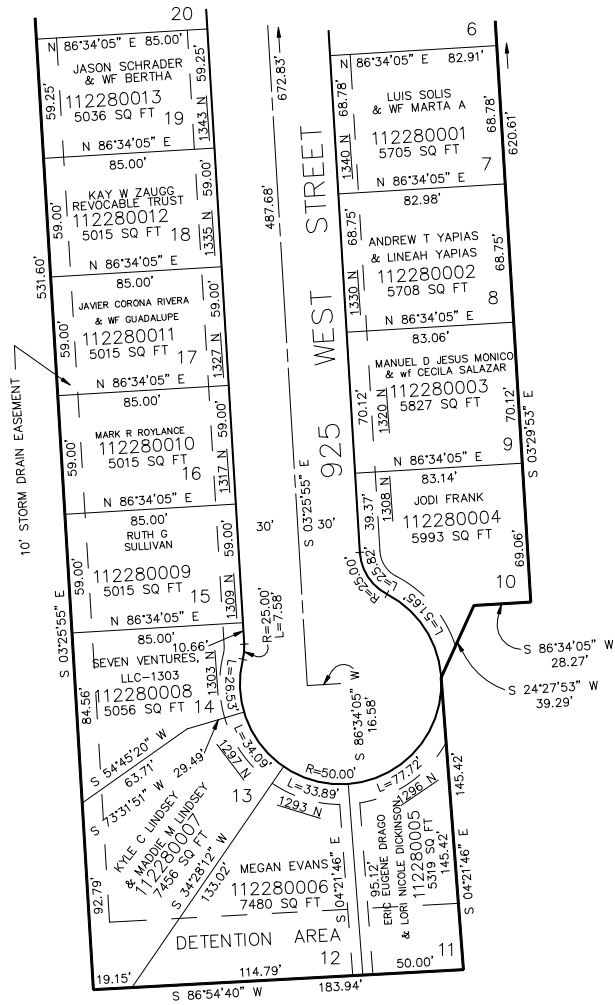 20
N 86°34'05" E 85.00'
JASON SCHRADER
& WF BERTHA
112280013
5036 SQ FT
19
59.25'
59.25'
1343 N
N 86°34'05" E
85.00'
KAY W ZAUGG
REVOCABLE TRUST
112280012
5015 SQ FT
18
59.00'
59.00'
1335 N
N 86°34'05" E
85.00'
JAVIER CORONA RIVERA
& WF GUADALUPE
112280011
5015 SQ FT
17
59.00'
59.00'
1327 N
N 86°34'05" E
85.00'
MARK R ROYLANCE
112280010
5015 SQ FT
16
59.00'
59.00'
1317 N
N 86°34'05" E
85.00'
RUTH G
SULLIVAN
112280009
5015 SQ FT
15
59.00'
59.00'
1309 N
N 86°34'05" E
85.00'
SEVEN VENTURES,
LLC-1303
112280008
5056 SQ FT
14
84.56'
1303 N
10.66'
L=26.53'
531.60'
10' STORM DRAIN EASEMENT
S 03°25'55" E
672.83'
487.68'
925 WEST STREET
S 03°25'55" E
30'
30'
R=25.00'
L=7.58'
S 86°34'05" W
16.58'
R=50.00'
6
N 86°34'05" E 82.91'
LUIS SOLIS
& WF MARTA A
112280001
5705 SQ FT
7
68.78'
68.78'
1340 N
620.61'
N 86°34'05" E
82.98'
ANDREW T YAPIAS
& LINEAH YAPIAS
112280002
5708 SQ FT
8
68.75'
68.75'
1330 N
N 86°34'05" E
83.06'
MANUEL D JESUS MONICO
& wf CECILA SALAZAR
112280003
5827 SQ FT
9
70.12'
70.12'
1320 N
S 03°29'53" E
N 86°34'05" E
83.14'
JODI FRANK
112280004
5993 SQ FT
10
39.37'
1308 N
69.06'
R=25.00'
L=25.82'
L=51.65'
S 86°34'05" W
28.27'
S 24°27'53" W
39.29'
S 54°45'20" W
63.71'
S 73°31'51" W
29.49'
L=34.09'
1297 N
13
KYLE C LINDSEY
& MADDIE M LINDSEY
112280007
7456 SQ FT
92.79'
19.15'
S 34°28'12" W
133.02'
L=33.89'
1293 N
MEGAN EVANS
112280006
7480 SQ FT
DETENTION AREA
12
114.79'
S 04°21'46" E
L=77.72'
1296 N
95.12'
ERIC EUGENE DRAGO
& LORI NICOLE DICKINSON
112280005
5319 SQ FT
145.42'
145.42'
S 04°21'46" E
11
50.00'
S 86°54'40" W
183.94'